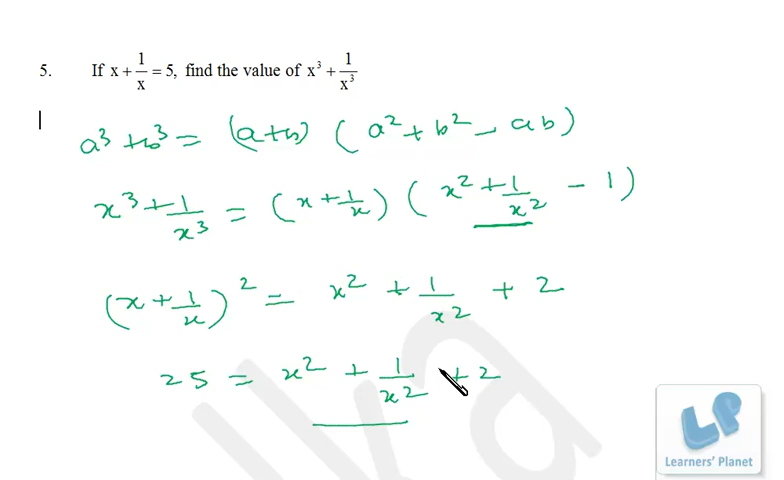 5. If x + 1/x = 5, find the value of x³ + 1/x³
a³ + b³ = (a+b) (a² + b² - ab)
x³ + 1/x³ = (x + 1/x) (x² + 1/x² - 1)
(x + 1/x)² = x² + 1/x² + 2
25 = x² + 1/x² + 2
LP
Learners' Planet